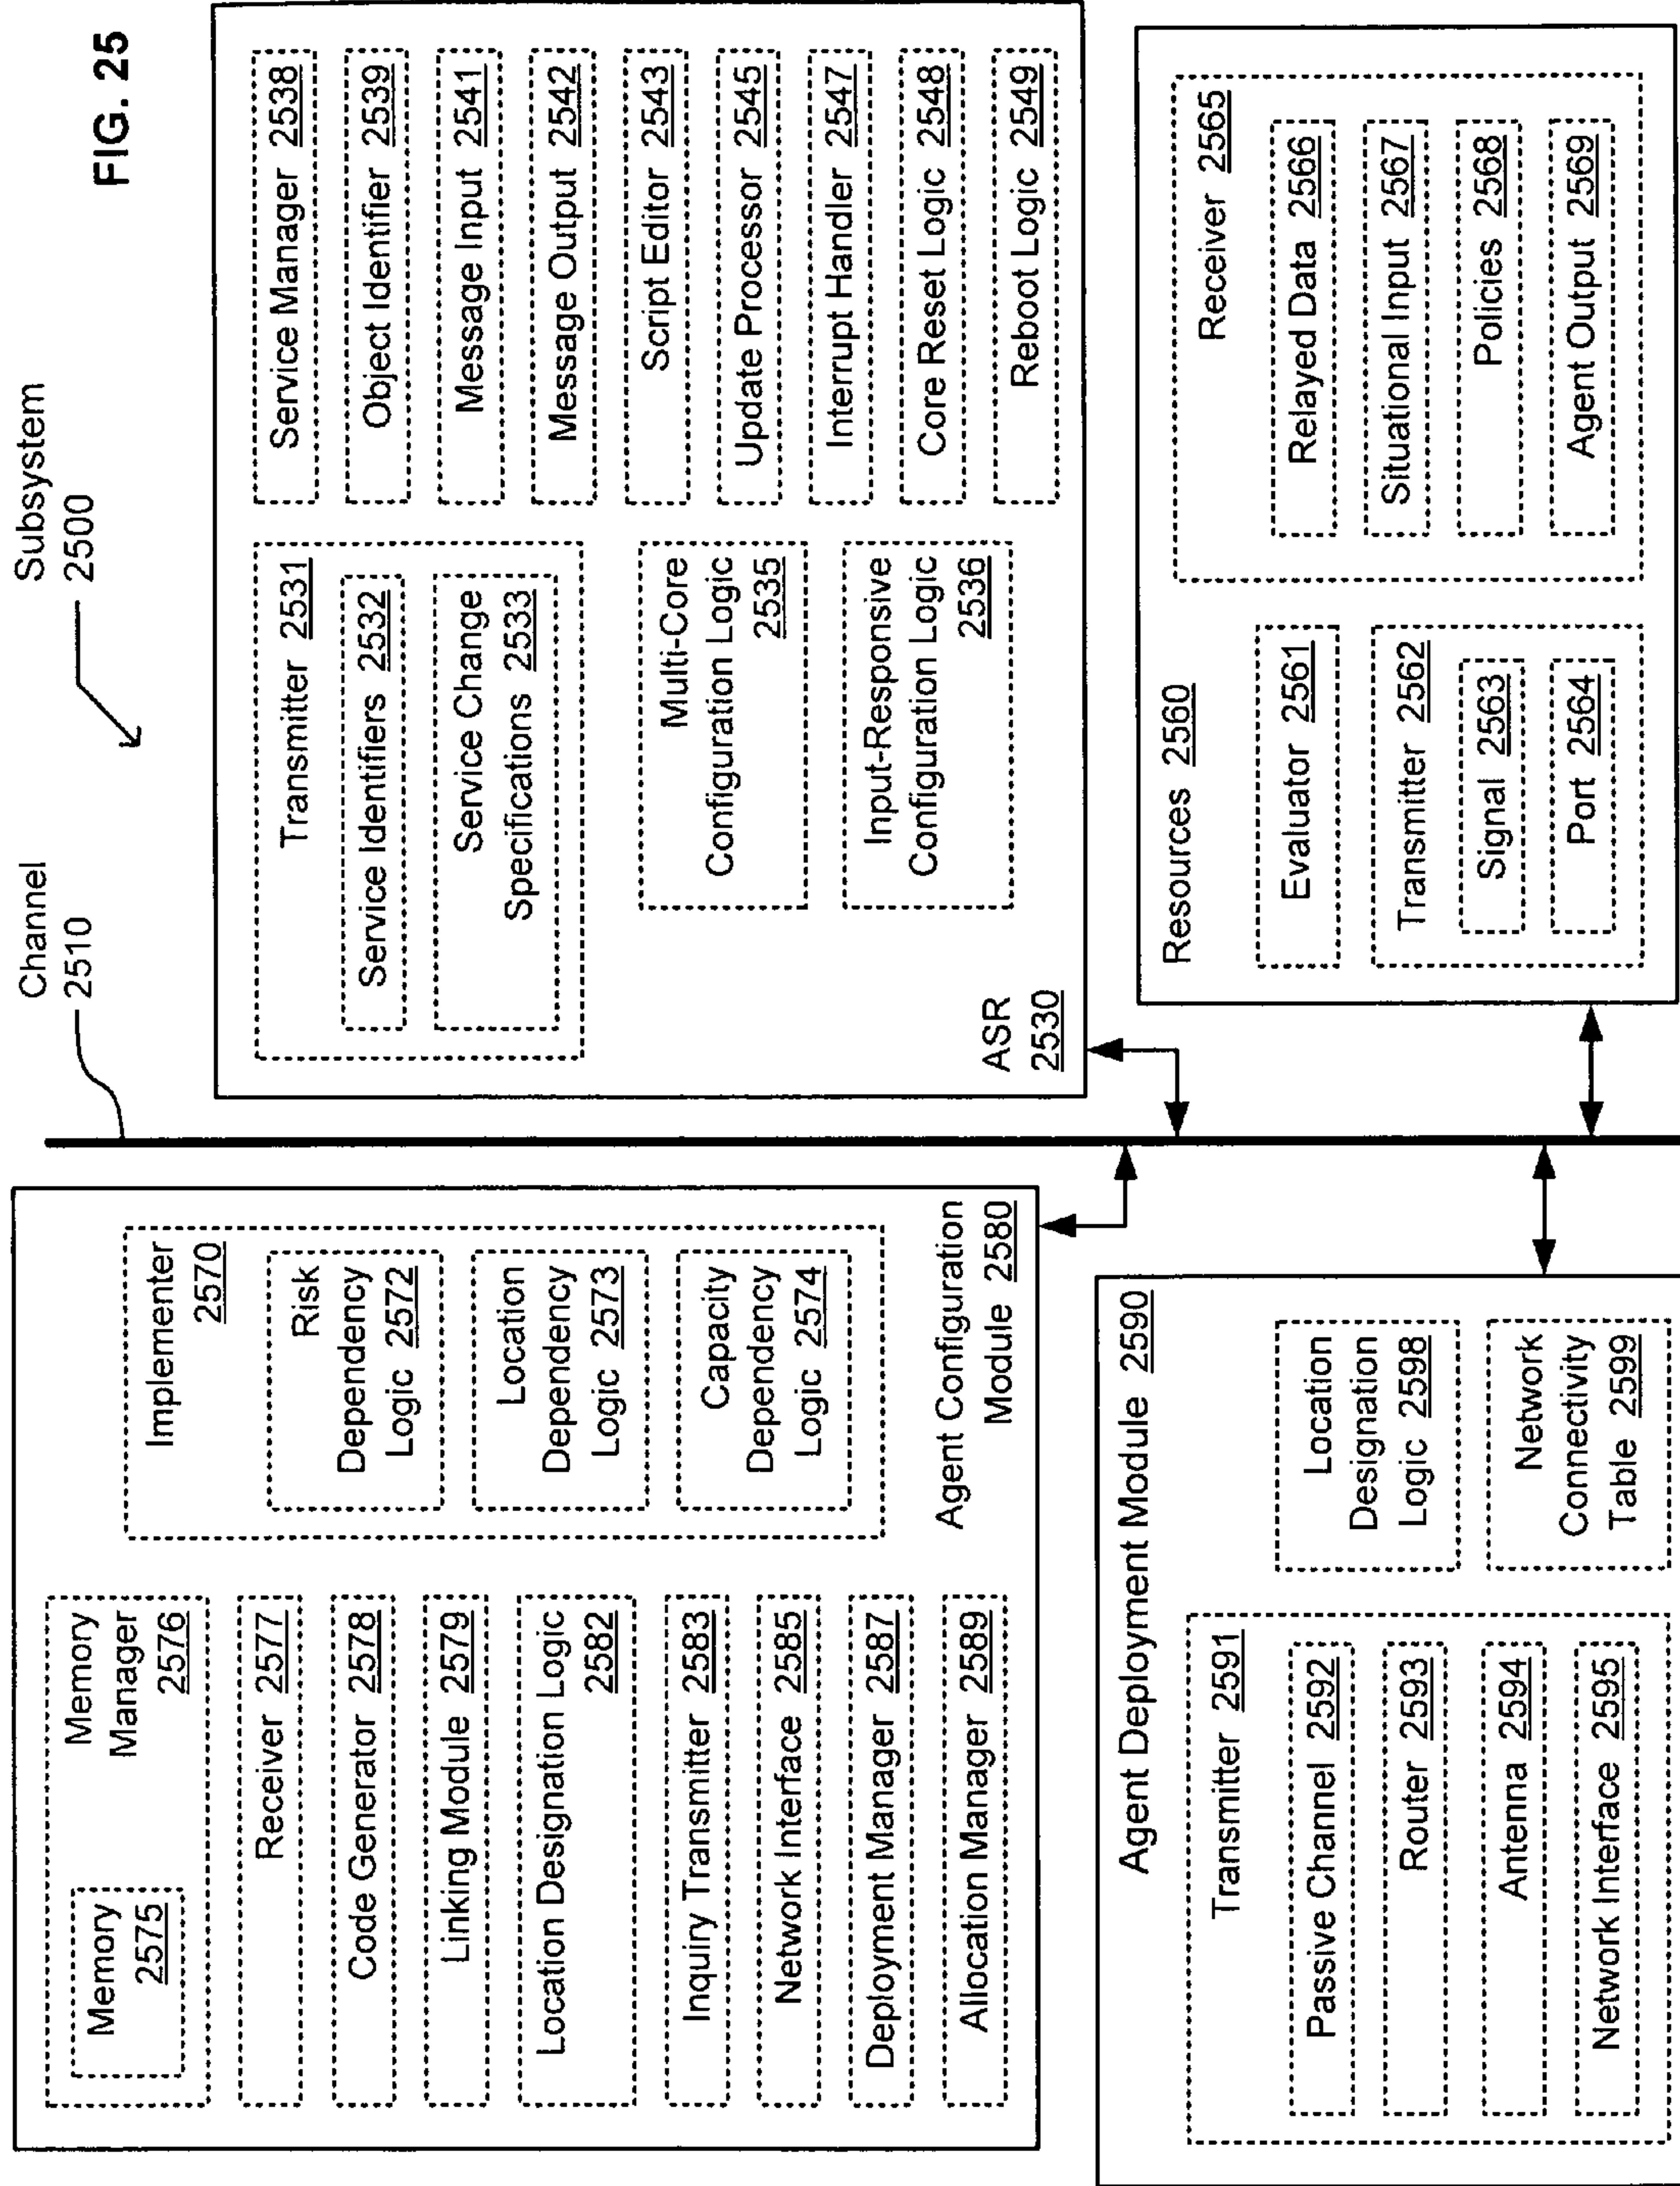 FIG. 25
Subsystem
2500
Channel
2510
Memory
Manager
2576
Memory
2575
Receiver 2577
Code Generator 2578
Linking Module 2579
Location Designation Logic
2582
Inquiry Transmitter 2583
Network Interface 2585
Deployment Manager 2587
Allocation Manager 2589
Implementer
2570
Risk
Dependency
Logic 2572
Location
Dependency
Logic 2573
Capacity
Dependency
Logic 2574
Agent Configuration
Module 2580
Transmitter 2531
Service Identifiers 2532
Service Change
Specifications 2533
Multi-Core
Configuration Logic
2535
Input-Responsive
Configuration Logic
2536
ASR
2530
Service Manager 2538
Object Identifier 2539
Message Input 2541
Message Output 2542
Script Editor 2543
Update Processor 2545
Interrupt Handler 2547
Core Reset Logic 2548
Reboot Logic 2549
Agent Deployment Module 2590
Transmitter 2591
Passive Channel 2592
Router 2593
Antenna 2594
Network Interface 2595
Location
Designation
Logic 2598
Network
Connectivity
Table 2599
Resources 2560
Evaluator 2561
Transmitter 2562
Signal 2563
Port 2564
Receiver 2565
Relayed Data 2566
Situational Input 2567
Policies 2568
Agent Output 2569